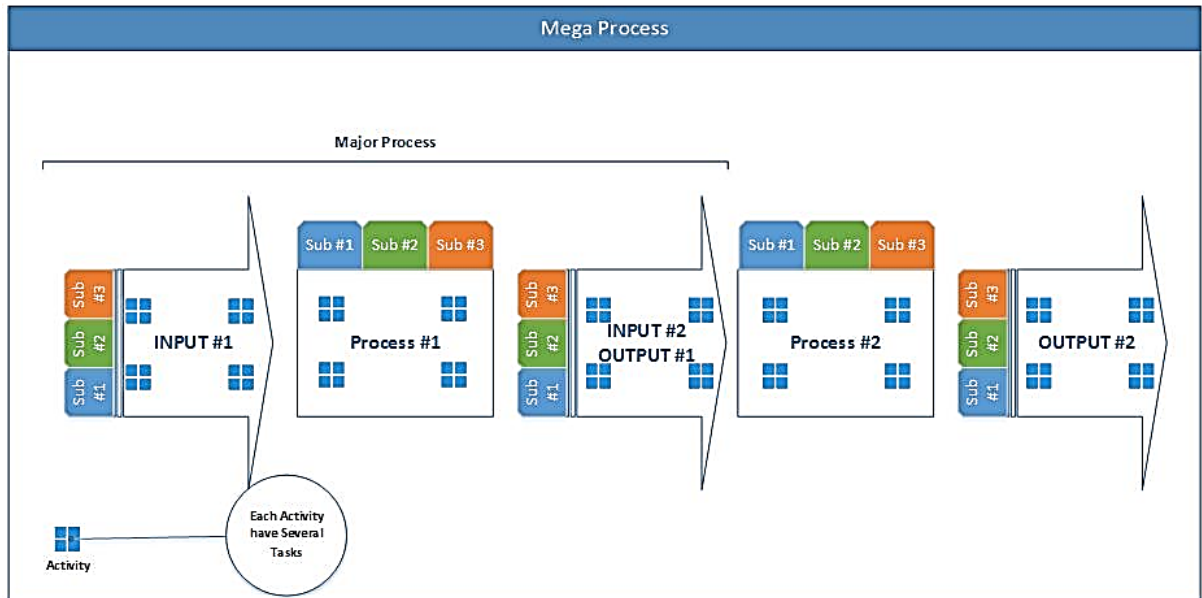 Mega Process
Major Process
Sub #3
Sub #2
Sub #1
INPUT #1
Sub #1
Sub #2
Sub #3
Process #1
Sub #3
Sub #2
Sub #1
INPUT #2
OUTPUT #1
Sub #1
Sub #2
Sub #3
Process #2
Sub #3
Sub #2
Sub #1
OUTPUT #2
Each Activity
have Several
Tasks
Activity